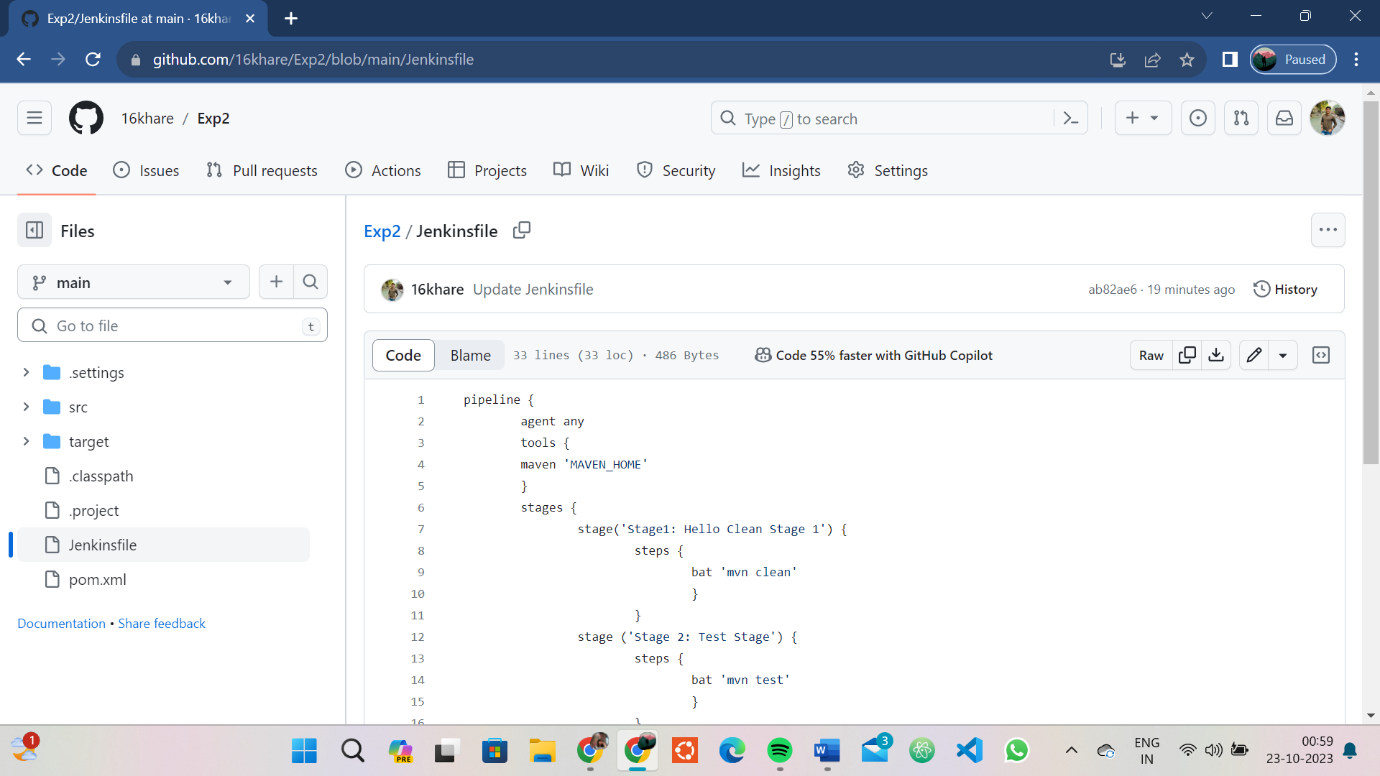 Exp2/Jenkinsfile at main · 16kha
github.com/16khare/Exp2/blob/main/Jenkinsfile
Paused
16khare / Exp2
Type / to search
Code
Issues
Pull requests
Actions
Projects
Wiki
Security
Insights
Settings
Files
main
Go to file
t
.settings
src
target
.classpath
.project
Jenkinsfile
pom.xml
Documentation • Share feedback
Exp2 / Jenkinsfile
16khare Update Jenkinsfile
ab82ae6 · 19 minutes ago
History
Code
Blame
33 lines (33 loc) · 486 Bytes
Code 55% faster with GitHub Copilot
Raw
1 pipeline {
2 agent any
3 tools {
4 maven 'MAVEN_HOME'
5 }
6 stages {
7 stage('Stage1: Hello Clean Stage 1') {
8 steps {
9 bat 'mvn clean'
10 }
11 }
12 stage ('Stage 2: Test Stage') {
13 steps {
14 bat 'mvn test'
15 }
16 }
1
PRE
3
ENG
IN
00:59
23-10-2023